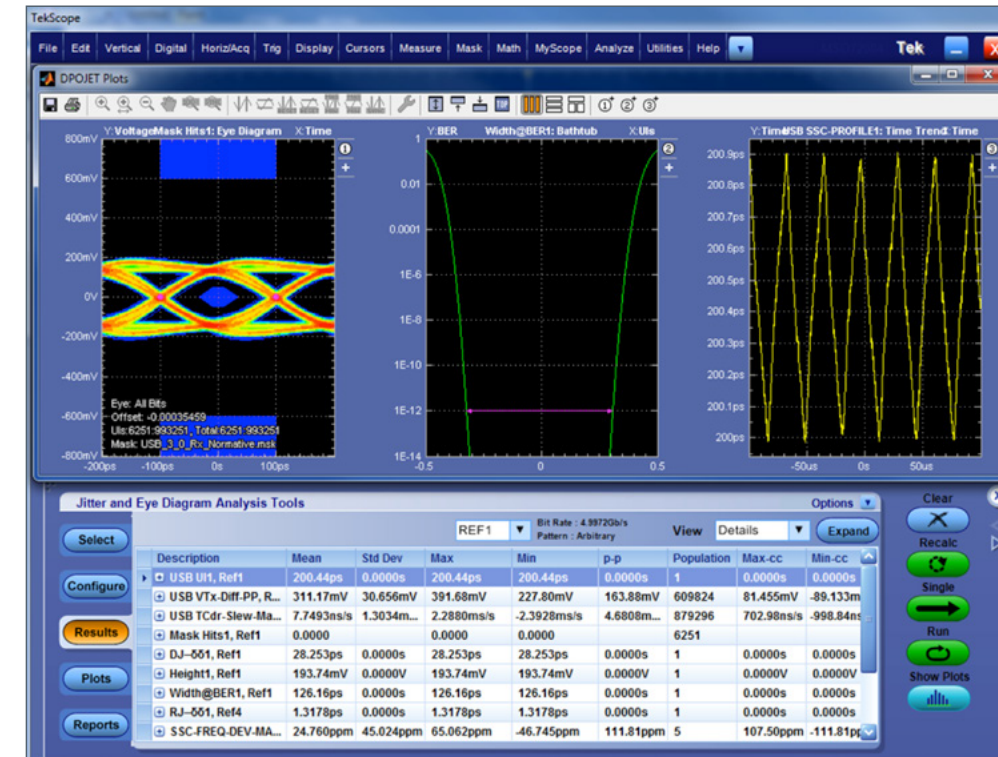 TekScope
File Edit Vertical Digital Horiz/Acq Trig Display Cursors Measure Mask Math MyScope Analyze Utilities Help Tek
DPOJET Plots
Y:Voltage Mask Hits1: Eye Diagram X:Time
800mV
600mV
400mV
200mV
0V
-200mV
-400mV
-600mV
-800mV
Eye: All Bits
Offset: -0.00035459
UIs:6251:993251, Total:6251:993251
Mask: USB_3_0_Rx_Normative.msk
-200ps -100ps 0s 100ps
1
Y:BER Width@BER1: Bathtub X:UIs
1
0.01
0.0001
1E-6
1E-8
1E-10
1E-12
1E-14
-0.5 0 0.5
2
Y:Time USB SSC-PROFILE1: Time Trend X: Time
200.9ps
200.8ps
200.7ps
200.6ps
200.5ps
200.4ps
200.3ps
200.2ps
200.1ps
200ps
-50us 0s 50us
3
Jitter and Eye Diagram Analysis Tools Options
Select
Configure
Results
Plots
Reports
REF1 Bit Rate : 4.9972Gb/s
Pattern : Arbitrary
View Details Expand
Description Mean Std Dev Max Min p-p Population Max-cc Min-cc
USB UI1, Ref1 200.44ps 0.0000s 200.44ps 200.44ps 0.0000s 1 0.0000s 0.0000s
USB VTx-Diff-PP, R... 311.17mV 30.656mV 391.68mV 227.80mV 163.88mV 609824 81.455mV -89.133m
USB TCdr-Slew-Ma... 7.7493ns/s 1.3034m... 2.2880ms/s -2.3928ms/s 4.6808m... 879296 702.98ns/s -998.84ns
Mask Hits1, Ref1 0.0000 0.0000 0.0000 6251
DJ–δδ1, Ref1 28.253ps 0.0000s 28.253ps 28.253ps 0.0000s 1 0.0000s 0.0000s
Height1, Ref1 193.74mV 0.0000V 193.74mV 193.74mV 0.0000V 1 0.0000V 0.0000V
Width@BER1, Ref1 126.16ps 0.0000s 126.16ps 126.16ps 0.0000s 1 0.0000s 0.0000s
RJ–δδ1, Ref4 1.3178ps 0.0000s 1.3178ps 1.3178ps 0.0000s 1 0.0000s 0.0000s
SSC-FREQ-DEV-MA... 24.760ppm 45.024ppm 65.062ppm -46.745ppm 111.81ppm 5 107.50ppm -111.81pp
Clear
Recalc
Single
Run
Show Plots